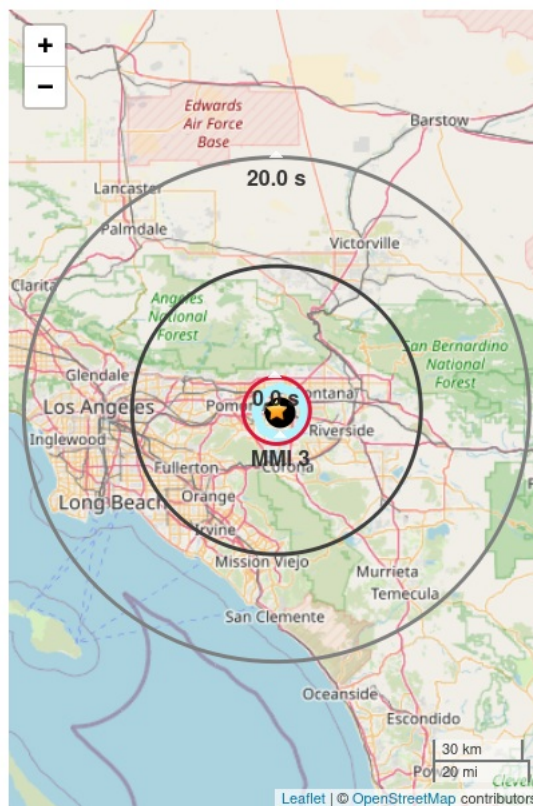 +
−
Edwards
Air Force
Base
Barstow
20.0 s
Lancaster
Palmdale
Victorville
Clarita
Angeles
National
Forest
San Bernardino
National
Forest
Glendale
Los Angeles
0.0 s
Inglewood
Riverside
MMI 3
Corona
Fullerton
Orange
Long Beach
Irvine
Mission Viejo
Murrieta
Temecula
San Clemente
Oceanside
Escondido
30 km
20 mi
Leaflet | © OpenStreetMap contributors